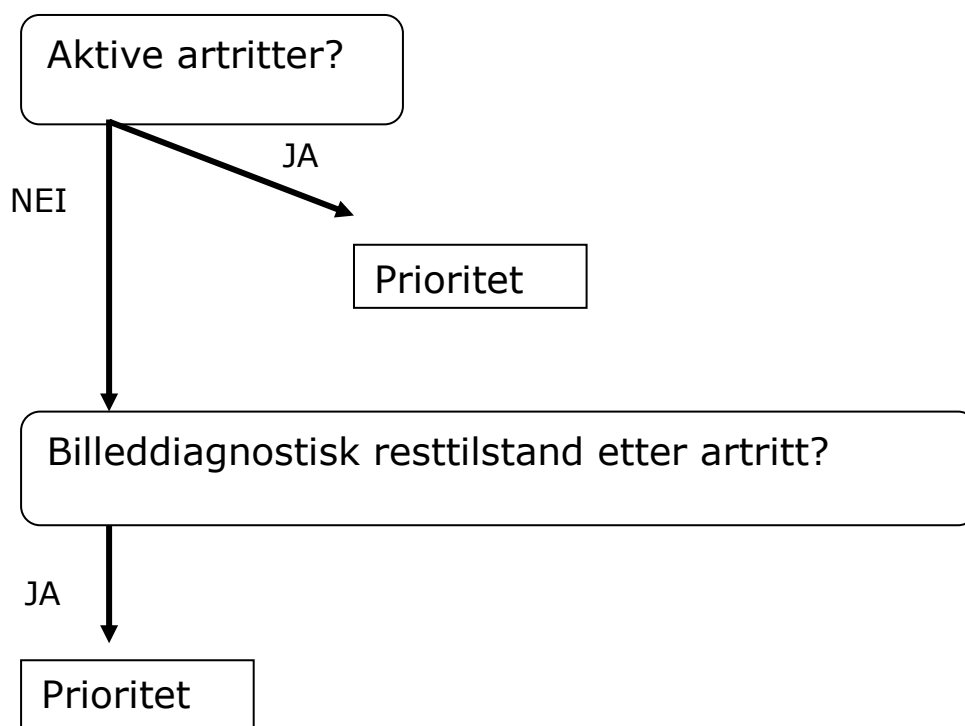 Aktive artritter?
JA
NEI
Prioritet
Billeddiagnostisk resttilstand etter artritt?
JA
Prioritet